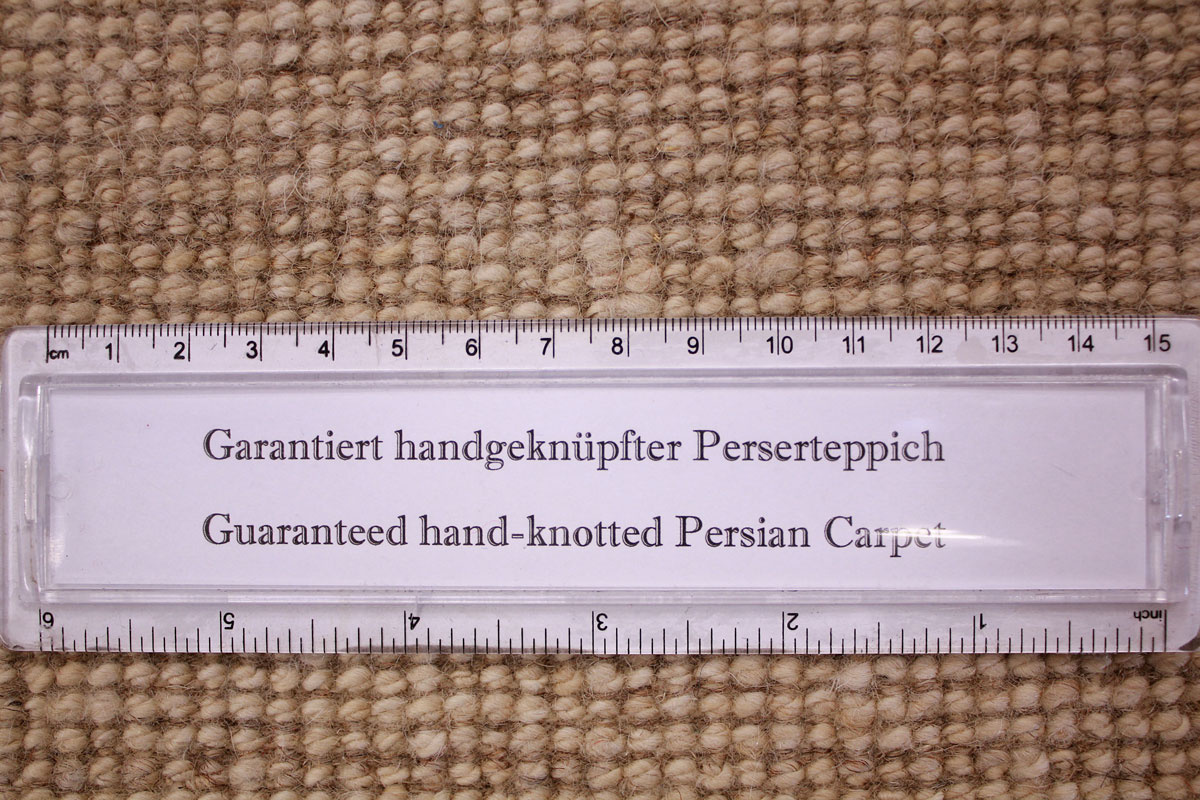 cm 1 2 3 4 5 6 7 8 9 10 11 12 13 14 15
Garantiert handgeknüpfter Perserteppich
Guaranteed hand-knotted Persian Carpet
6 5 4 3 2 1 inch